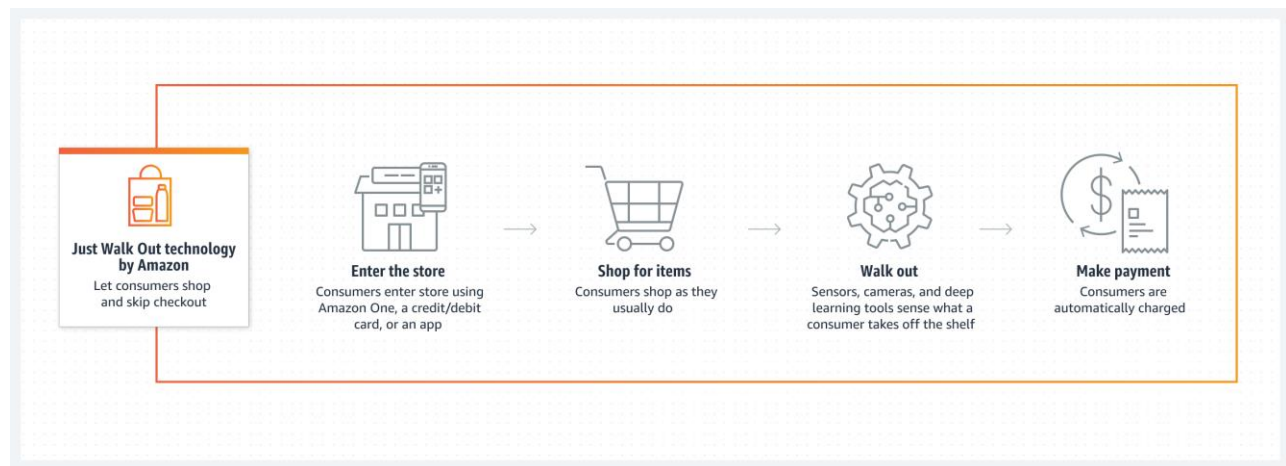 Just Walk Out technology
by Amazon
Let consumers shop
and skip checkout
Enter the store
Consumers enter store using
Amazon One, a credit/debit
card, or an app
Shop for items
Consumers shop as they
usually do
Walk out
Sensors, cameras, and deep
learning tools sense what a
consumer takes off the shelf
Make payment
Consumers are
automatically charged